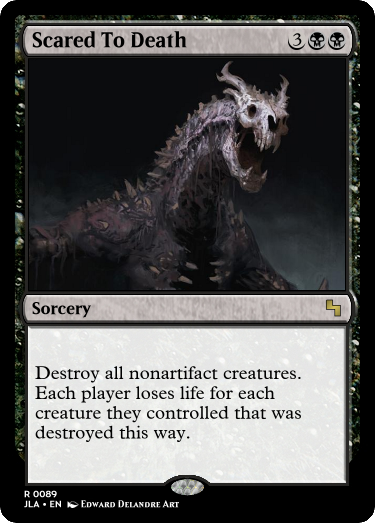 Scared To Death 3
Sorcery
Destroy all nonartifact creatures.
Each player loses life for each
creature they controlled that was
destroyed this way.
R 0089
JLA • EN Edward Delandre Art